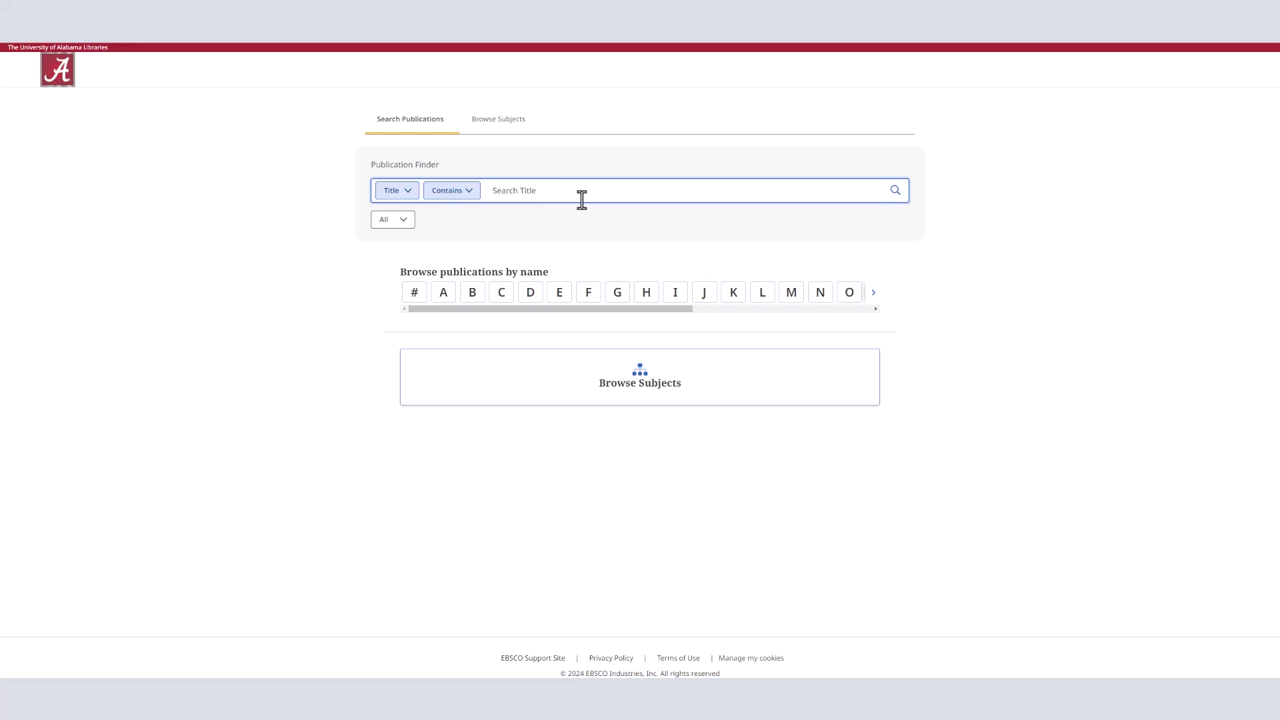 The University of Alabama Libraries
A
Search Publications Browse Subjects
Publication Finder
Title Contains Search Title
All
Browse publications by name
# A B C D E F G H I J K L M N O
Browse Subjects
EBSCO Support Site | Privacy Policy | Terms of Use | Manage my cookies
© 2024 EBSCO Industries, Inc. All rights reserved